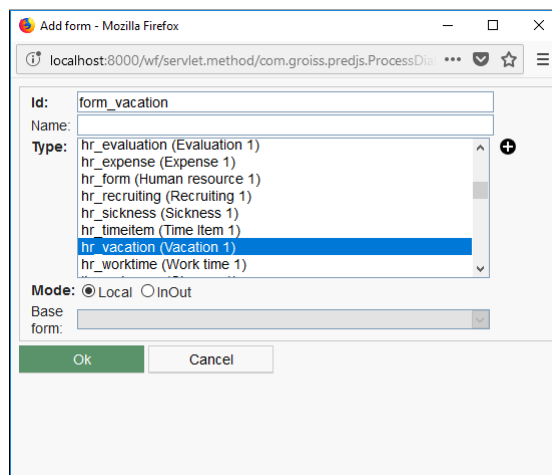 Add form - Mozilla Firefox
localhost:8000/wf/servlet.method/com.groiss.predjs.ProcessDia
Id: form_vacation
Name:
Type: hr_evaluation (Evaluation 1)
hr_expense (Expense 1)
hr_form (Human resource 1)
hr_recruiting (Recruiting 1)
hr_sickness (Sickness 1)
hr_timeitem (Time Item 1)
hr_vacation (Vacation 1)
hr_worktime (Work time 1)
Mode: Local InOut
Base
form:
Ok Cancel